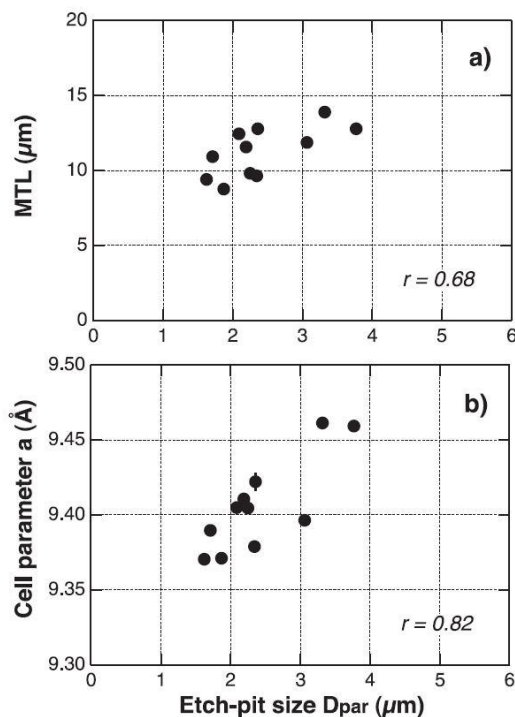 20
15
10
5
0
MTL (µm)
a)
r = 0.68
0 1 2 3 4 5 6
9.50
9.45
9.40
9.35
9.30
Cell parameter a (Å)
b)
r = 0.82
0 1 2 3 4 5 6
Etch-pit size Dpar (µm)